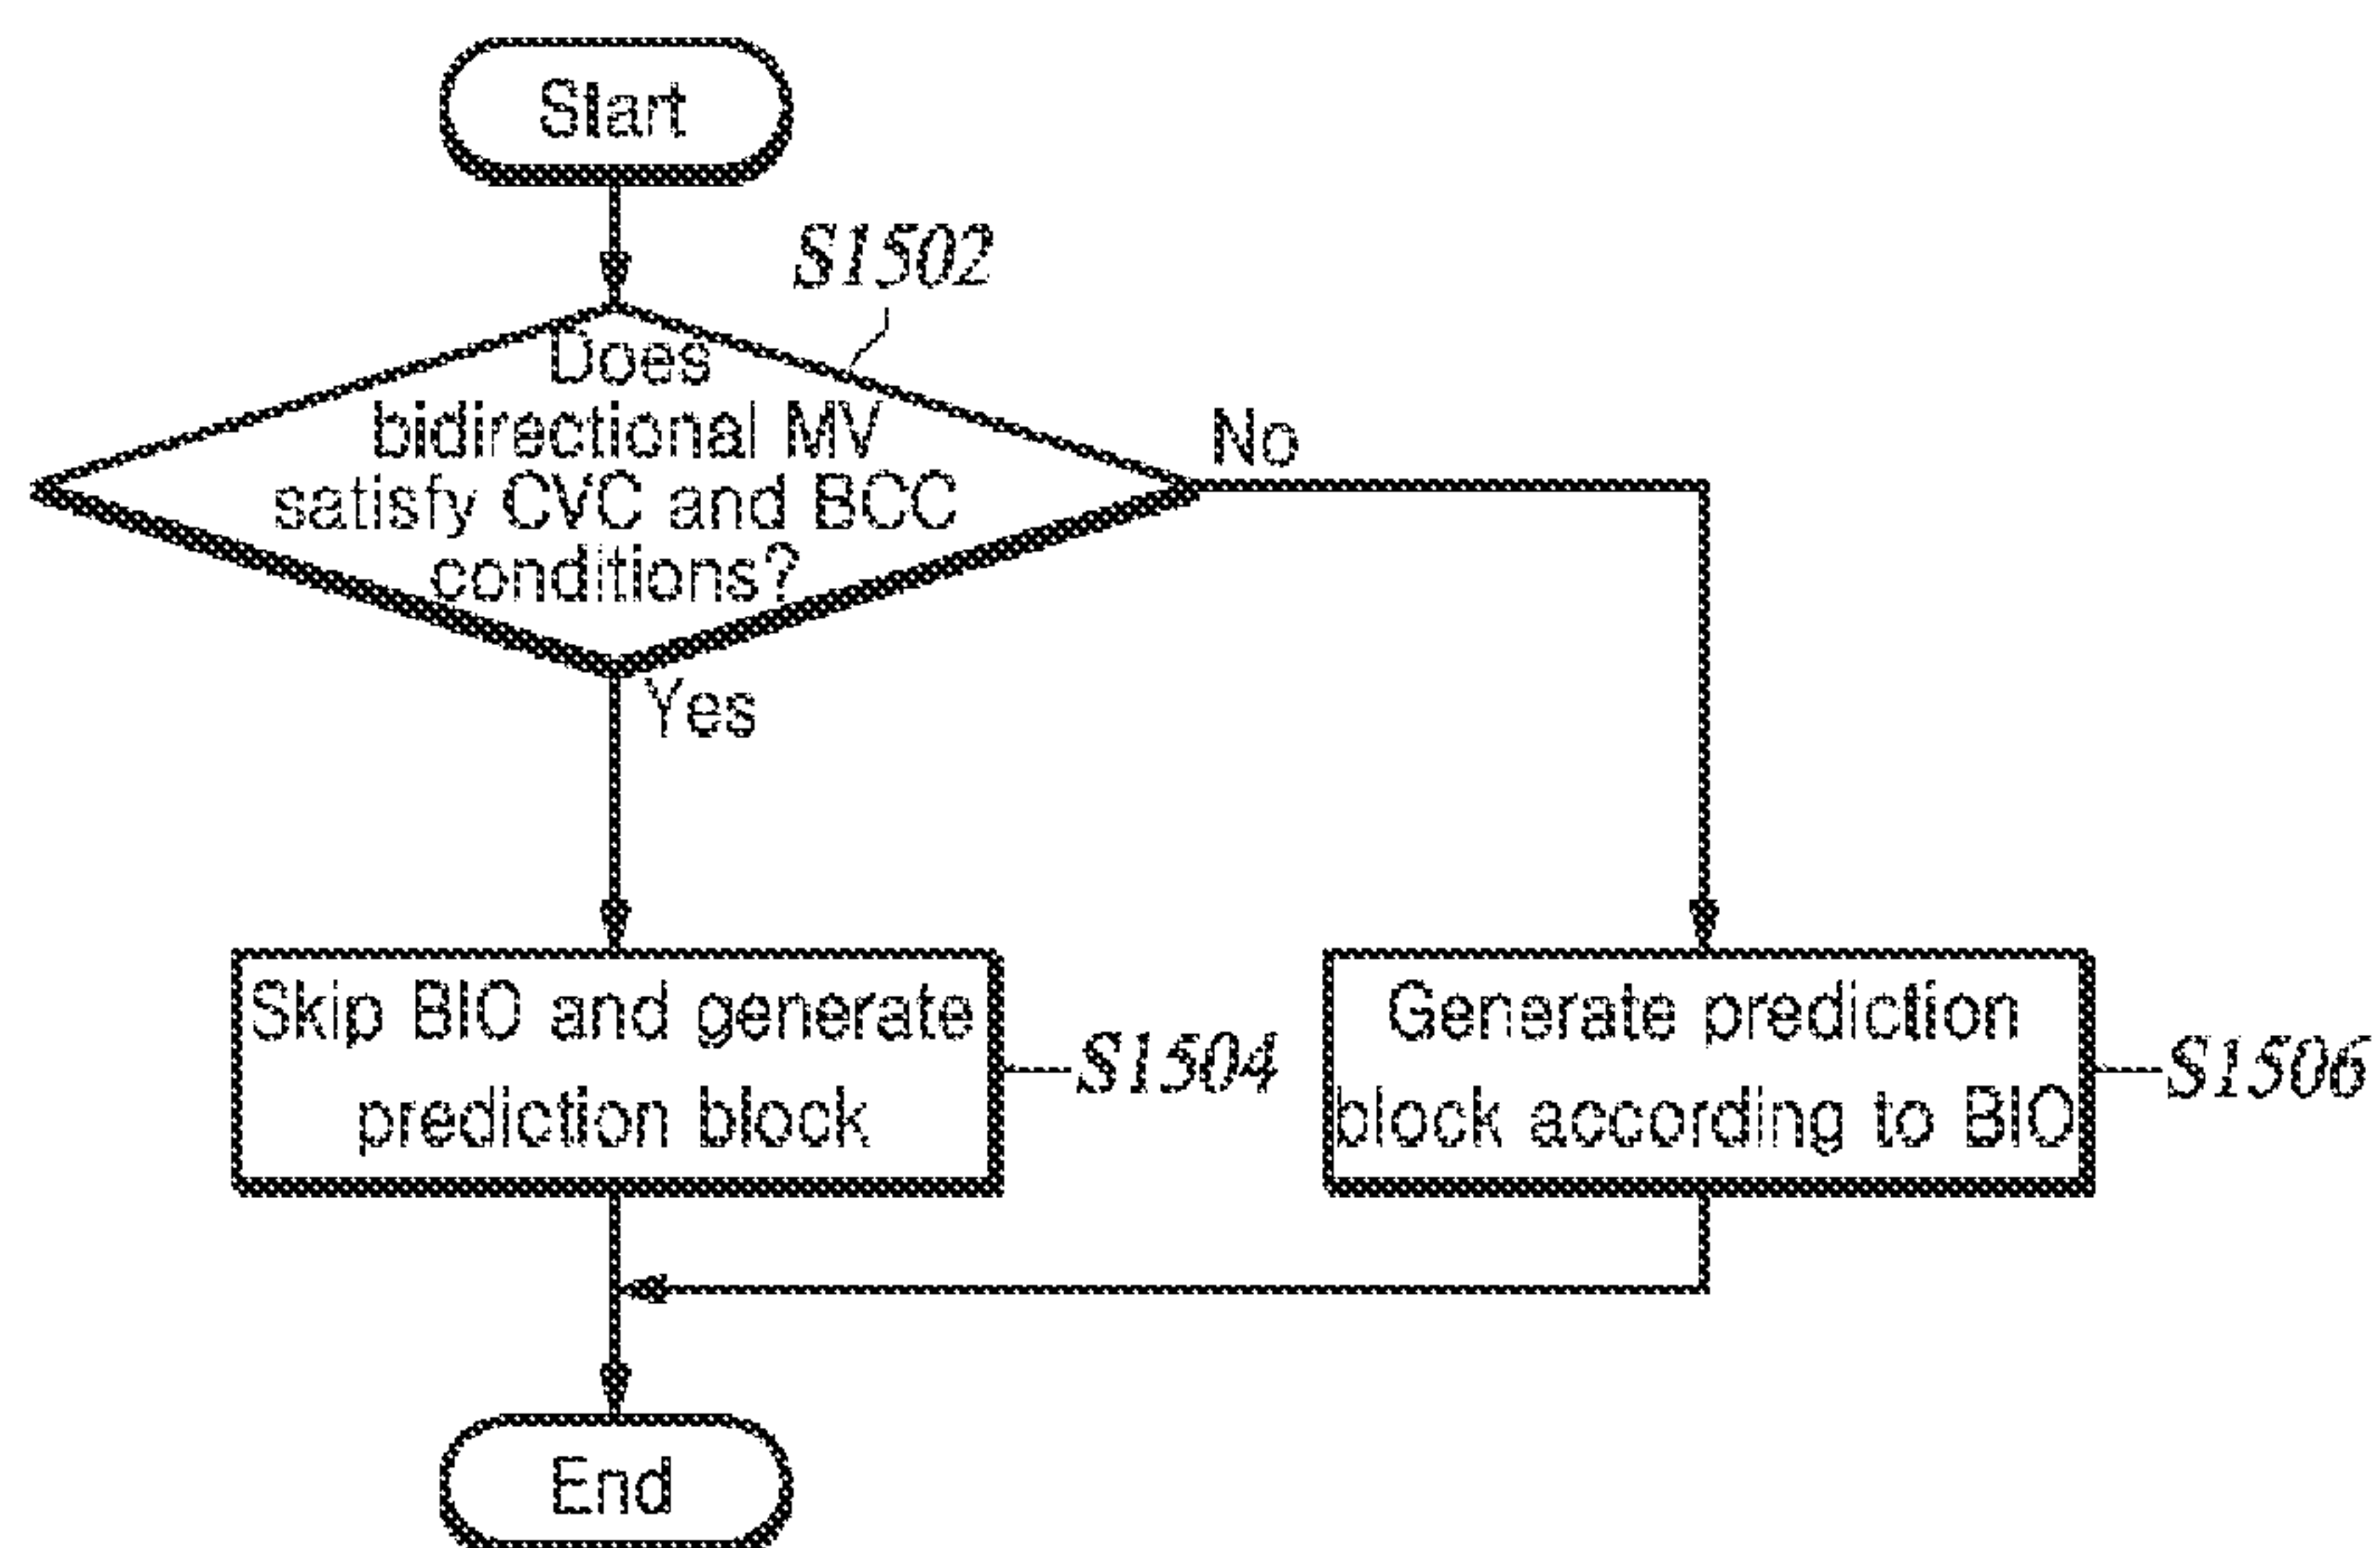 Start
S1502
Does
bidirectional MV
satisfy CVC and BCC
conditions?
No
Yes
Skip BIO and generate
prediction block
S1504
Generate prediction
block according to BIO
S1506
End